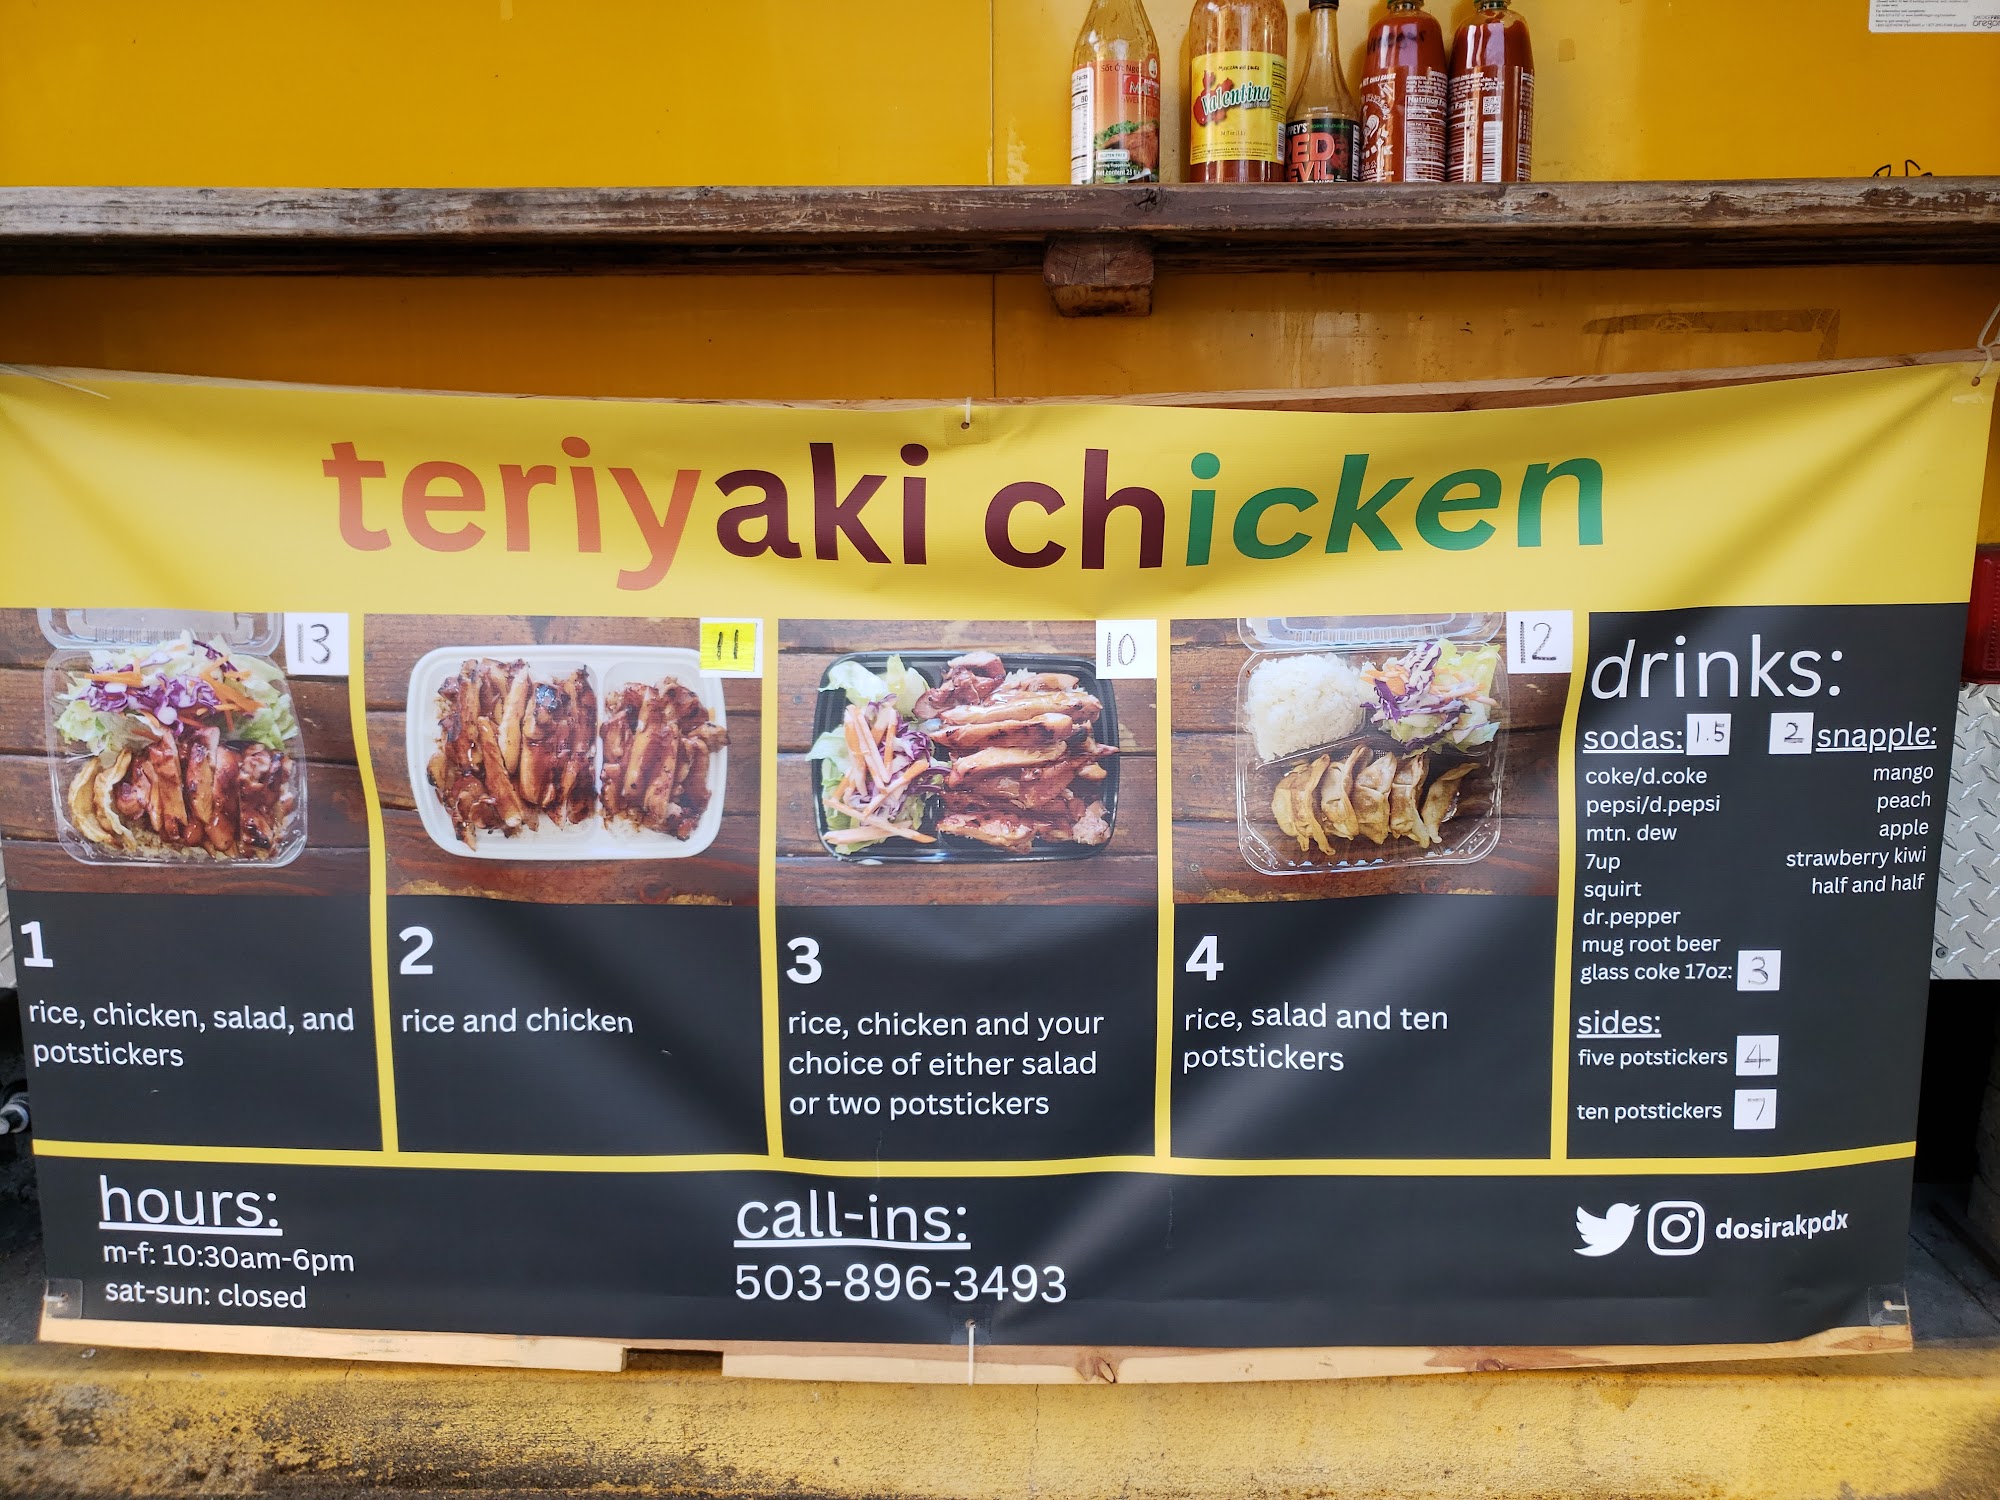 Sốt Ớt
Valentina
RED
teriyaki chicken
13
11
10
12
1
rice, chicken, salad, and
potstickers
2
rice and chicken
3
rice, chicken and your
choice of either salad
or two potstickers
4
rice, salad and ten
potstickers
drinks:
sodas: 1.5
coke/d.coke
pepsi/d.pepsi
mtn. dew
7up
squirt
dr.pepper
mug root beer
glass coke 17oz: 3
2 snapple:
mango
peach
apple
strawberry kiwi
half and half
sides:
five potstickers 4
ten potstickers 7
hours:
m-f: 10:30am-6pm
sat-sun: closed
call-ins:
503-896-3493
dosirakpdx